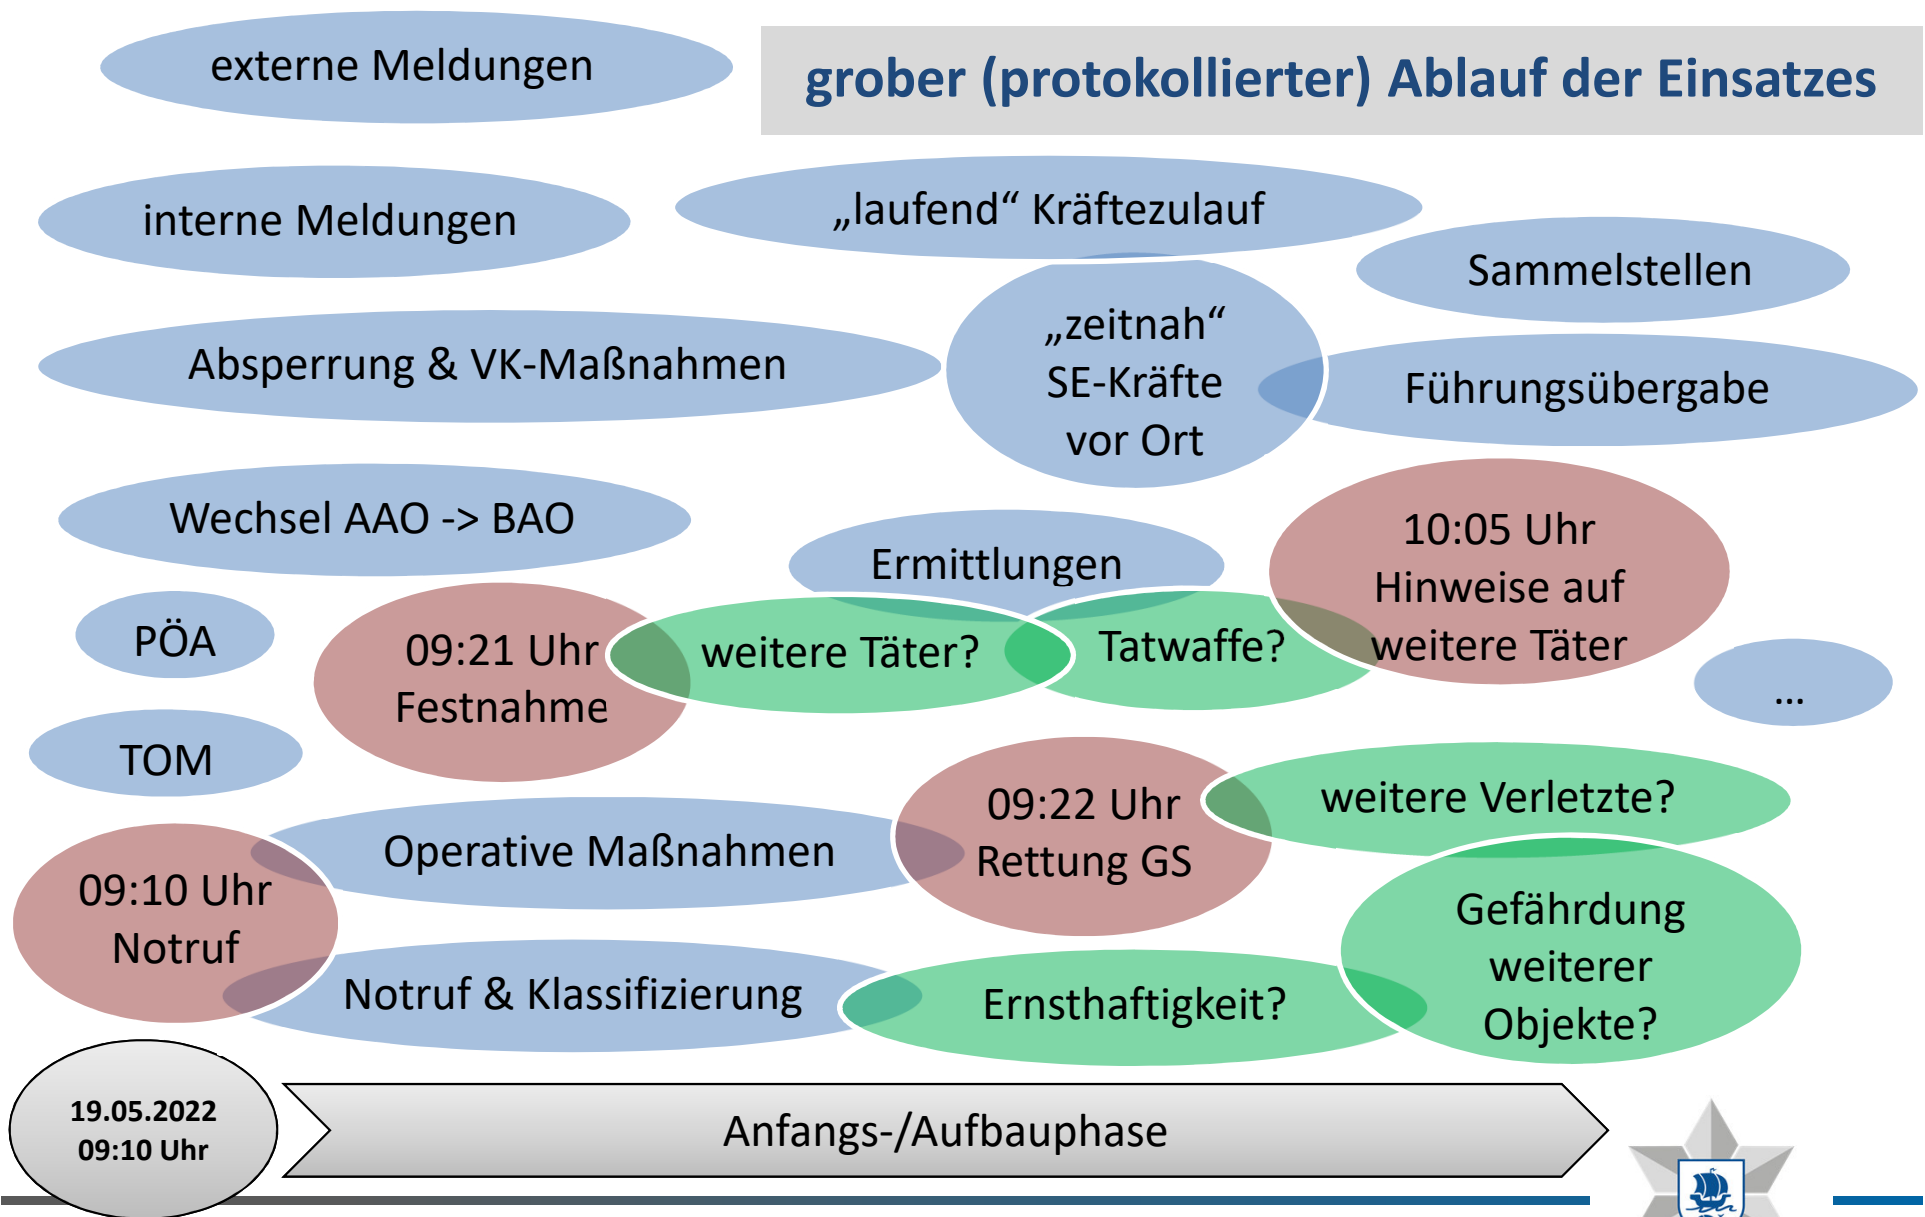 externe Meldungen
grober (protokollierter) Ablauf der Einsatzes
interne Meldungen
„laufend“ Kräftezulauf
Sammelstellen
„zeitnah“
SE-Kräfte
vor Ort
Absperrung & VK-Maßnahmen
Führungsübergabe
Wechsel AAO -> BAO
Ermittlungen
10:05 Uhr
Hinweise auf
weitere Täter
PÖA
09:21 Uhr
Festnahme
weitere Täter?
Tatwaffe?
...
TOM
Operative Maßnahmen
09:22 Uhr
Rettung GS
weitere Verletzte?
09:10 Uhr
Notruf
Gefährdung
weiterer
Objekte?
Notruf & Klassifizierung
Ernsthaftigkeit?
19.05.2022
09:10 Uhr
Anfangs-/Aufbauphase